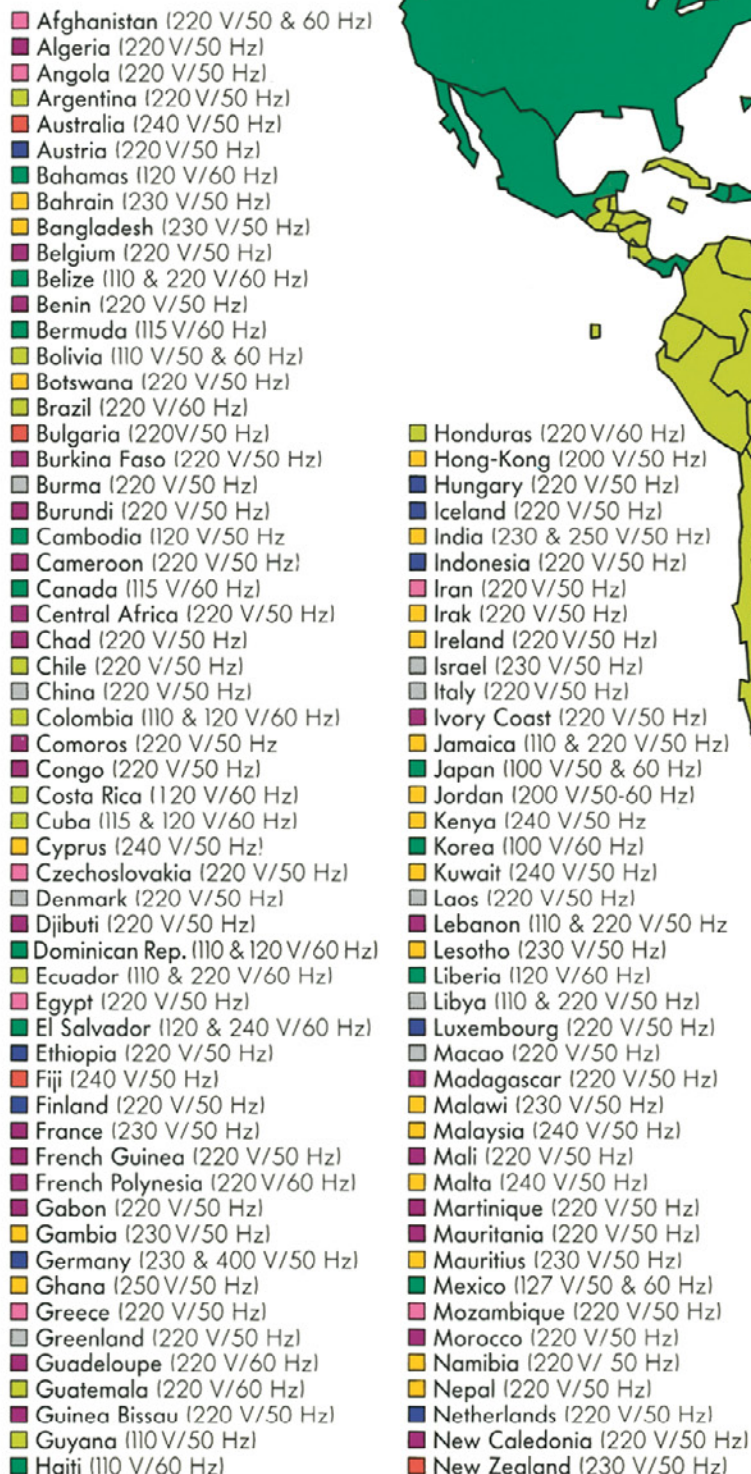 Afghanistan (220 V/50 & 60 Hz)
Algeria (220 V/50 Hz)
Angola (220 V/50 Hz)
Argentina (220 V/50 Hz)
Australia (240 V/50 Hz)
Austria (220 V/50 Hz)
Bahamas (120 V/60 Hz)
Bahrain (230 V/50 Hz)
Bangladesh (230 V/50 Hz)
Belgium (220 V/50 Hz)
Belize (110 & 220 V/60 Hz)
Benin (220 V/50 Hz)
Bermuda (115 V/60 Hz)
Bolivia (110 V/50 & 60 Hz)
Botswana (220 V/50 Hz)
Brazil (220 V/60 Hz)
Bulgaria (220V/50 Hz)
Burkina Faso (220 V/50 Hz)
Burma (220 V/50 Hz)
Burundi (220 V/50 Hz)
Cambodia (120 V/50 Hz
Cameroon (220 V/50 Hz)
Canada (115 V/60 Hz)
Central Africa (220 V/50 Hz)
Chad (220 V/50 Hz)
Chile (220 V/50 Hz)
China (220 V/50 Hz)
Colombia (110 & 120 V/60 Hz)
Comoros (220 V/50 Hz
Congo (220 V/50 Hz)
Costa Rica (120 V/60 Hz)
Cuba (115 & 120 V/60 Hz)
Cyprus (240 V/50 Hz)
Czechoslovakia (220 V/50 Hz)
Denmark (220 V/50 Hz)
Djibuti (220 V/50 Hz)
Dominican Rep. (110 & 120 V/60 Hz)
Ecuador (110 & 220 V/60 Hz)
Egypt (220 V/50 Hz)
El Salvador (120 & 240 V/60 Hz)
Ethiopia (220 V/50 Hz)
Fiji (240 V/50 Hz)
Finland (220 V/50 Hz)
France (230 V/50 Hz)
French Guinea (220 V/50 Hz)
French Polynesia (220 V/60 Hz)
Gabon (220 V/50 Hz)
Gambia (230 V/50 Hz)
Germany (230 & 400 V/50 Hz)
Ghana (250 V/50 Hz)
Greece (220 V/50 Hz)
Greenland (220 V/50 Hz)
Guadeloupe (220 V/60 Hz)
Guatemala (220 V/60 Hz)
Guinea Bissau (220 V/50 Hz)
Guyana (110 V/50 Hz)
Haiti (110 V/60 Hz)
Honduras (220 V/60 Hz)
Hong-Kong (200 V/50 Hz)
Hungary (220 V/50 Hz)
Iceland (220 V/50 Hz)
India (230 & 250 V/50 Hz)
Indonesia (220 V/50 Hz)
Iran (220 V/50 Hz)
Irak (220 V/50 Hz)
Ireland (220 V/50 Hz)
Israel (230 V/50 Hz)
Italy (220 V/50 Hz)
Ivory Coast (220 V/50 Hz)
Jamaica (110 & 220 V/50 Hz)
Japan (100 V/50 & 60 Hz)
Jordan (200 V/50-60 Hz)
Kenya (240 V/50 Hz
Korea (100 V/60 Hz)
Kuwait (240 V/50 Hz)
Laos (220 V/50 Hz)
Lebanon (110 & 220 V/50 Hz
Lesotho (230 V/50 Hz)
Liberia (120 V/60 Hz)
Libya (110 & 220 V/50 Hz)
Luxembourg (220 V/50 Hz)
Macao (220 V/50 Hz)
Madagascar (220 V/50 Hz)
Malawi (230 V/50 Hz)
Malaysia (240 V/50 Hz)
Mali (220 V/50 Hz)
Malta (240 V/50 Hz)
Martinique (220 V/50 Hz)
Mauritania (220 V/50 Hz)
Mauritius (230 V/50 Hz)
Mexico (127 V/50 & 60 Hz)
Mozambique (220 V/50 Hz)
Morocco (220 V/50 Hz)
Namibia (220 V/ 50 Hz)
Nepal (220 V/50 Hz)
Netherlands (220 V/50 Hz)
New Caledonia (220 V/50 Hz)
New Zealand (230 V/50 Hz)